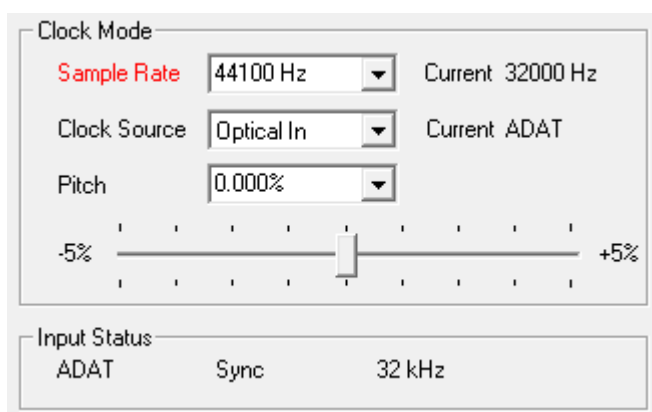 Clock Mode
Sample Rate 44100 Hz Current 32000 Hz
Clock Source Optical In Current ADAT
Pitch 0.000%
-5% +5%
Input Status
ADAT Sync 32 kHz